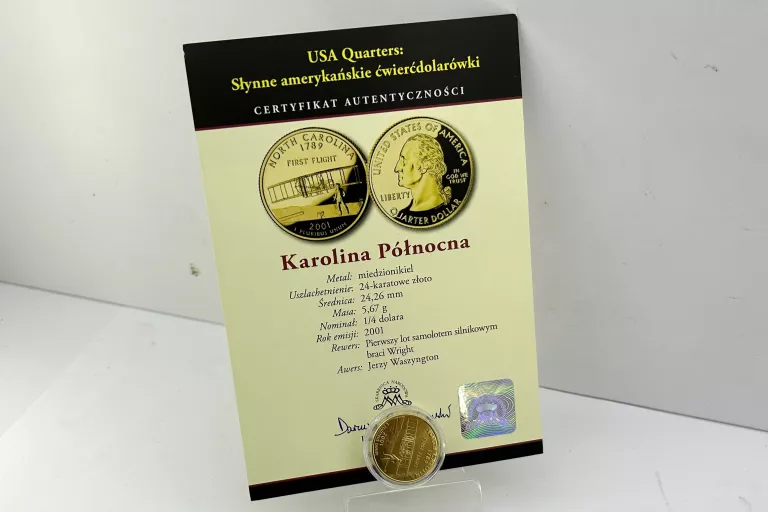 USA Quarters:
Słynne amerykańskie ćwierćdolarówki
CERTYFIKAT AUTENTYCZNOŚCI
NORTH CAROLINA
1789
FIRST FLIGHT
2001
E PLURIBUS UNUM
UNITED STATES OF AMERICA
LIBERTY
IN
GOD WE
TRUST
QUARTER DOLLAR
Karolina Północna
Metal: miedzionikiel
Uszlachetnienie: 24-karatowe złoto
Średnica: 24,26 mm
Masa: 5,67 g
Nominał: 1/4 dolara
Rok emisji: 2001
Rewers: Pierwszy lot samolotem silnikowym
braci Wright
Awers: Jerzy Waszyngton